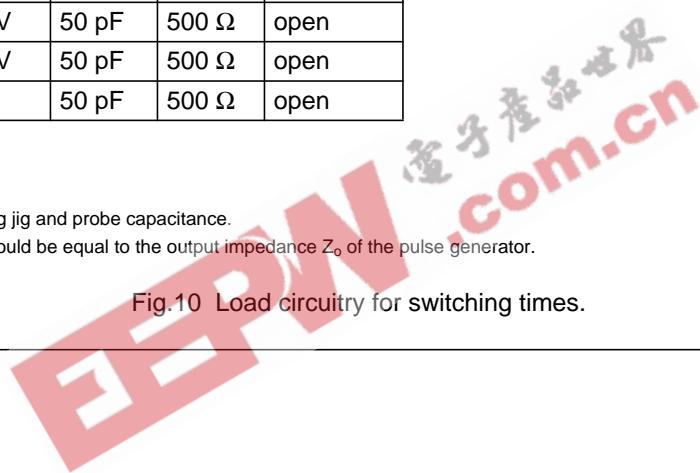 V 50 pF 500 Ω open
V 50 pF 500 Ω open
50 pF 500 Ω open
g jig and probe capacitance.
ould be equal to the output impedance Zo of the pulse generator.
Fig.10 Load circuitry for switching times.
EEPW.com.cn
电子產品世界